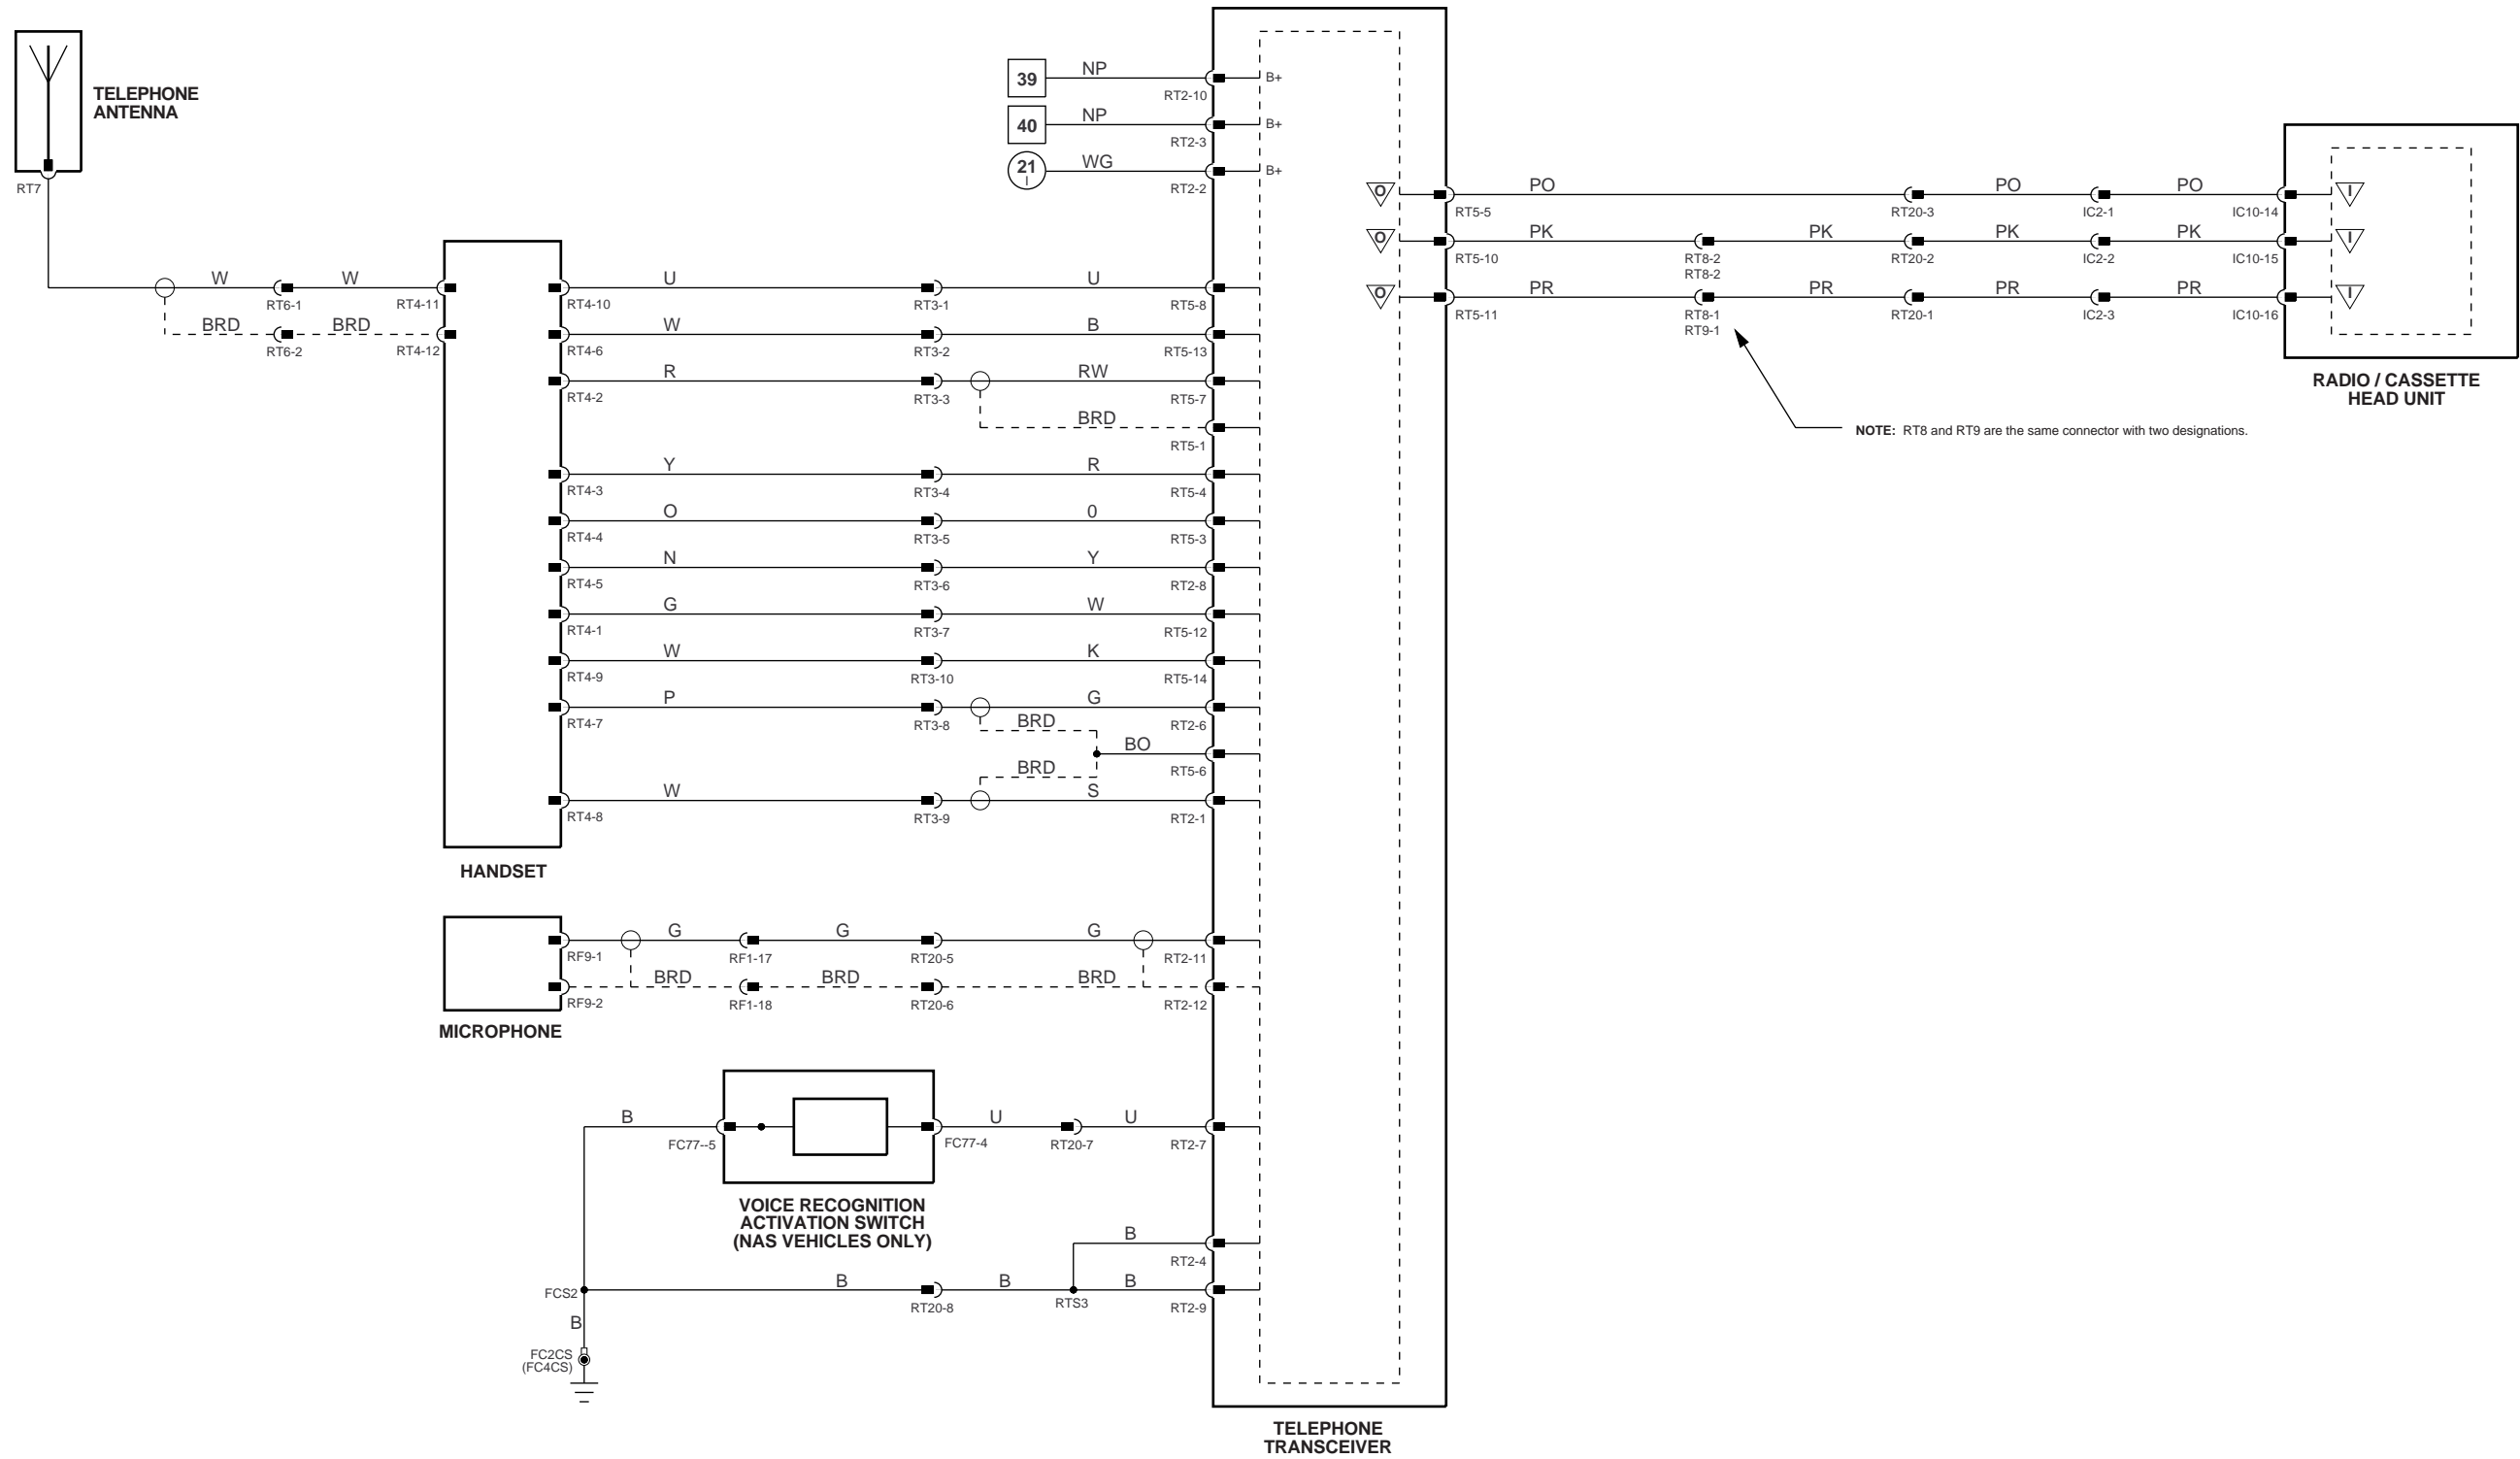 TELEPHONE
ANTENNA
RT7
39
NP
RT2-10
B+
40
NP
RT2-3
B+
21
I
WG
RT2-2
B+
O
RT5-5
PO
RT20-3
PO
IC2-1
PO
IC10-14
I
O
RT5-10
PK
RT8-2
RT8-2
PK
RT20-2
PK
IC2-2
PK
IC10-15
I
O
RT5-11
PR
RT8-1
RT9-1
PR
RT20-1
PR
IC2-3
PR
IC10-16
I
RADIO / CASSETTE
HEAD UNIT
NOTE: RT8 and RT9 are the same connector with two designations.
W
RT6-1
W
RT4-11
BRD
RT6-2
BRD
RT4-12
RT4-10
U
RT3-1
U
RT5-8
RT4-6
W
RT3-2
B
RT5-13
RT4-2
R
RT3-3
RW
RT5-7
BRD
RT5-1
RT4-3
Y
RT3-4
R
RT5-4
RT4-4
O
RT3-5
0
RT5-3
RT4-5
N
RT3-6
Y
RT2-8
RT4-1
G
RT3-7
W
RT5-12
RT4-9
W
RT3-10
K
RT5-14
RT4-7
P
RT3-8
G
RT2-6
BRD
BO
RT5-6
BRD
RT4-8
W
RT3-9
S
RT2-1
HANDSET
RF9-1
G
RF1-17
G
RT20-5
G
RT2-11
RF9-2
BRD
RF1-18
BRD
RT20-6
BRD
RT2-12
MICROPHONE
B
FC77--5
FC77-4
U
RT20-7
U
RT2-7
VOICE RECOGNITION
ACTIVATION SWITCH
(NAS VEHICLES ONLY)
B
RT2-4
FCS2
B
RT20-8
B
RTS3
B
RT2-9
B
FC2CS
(FC4CS)
TELEPHONE
TRANSCEIVER